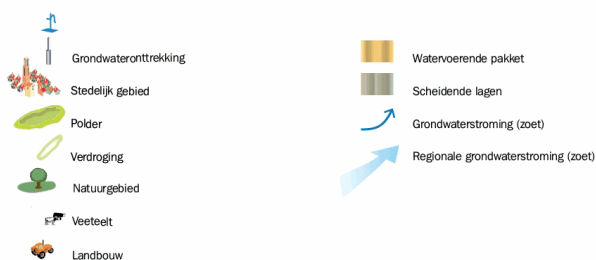 Grondwateronttrekking
Stedelijk gebied
Polder
Verdroging
Natuurgebied
Veeteelt
Landbouw
Watervoerende pakket
Scheidende lagen
Grondwaterstroming (zoet)
Regionale grondwaterstroming (zoet)